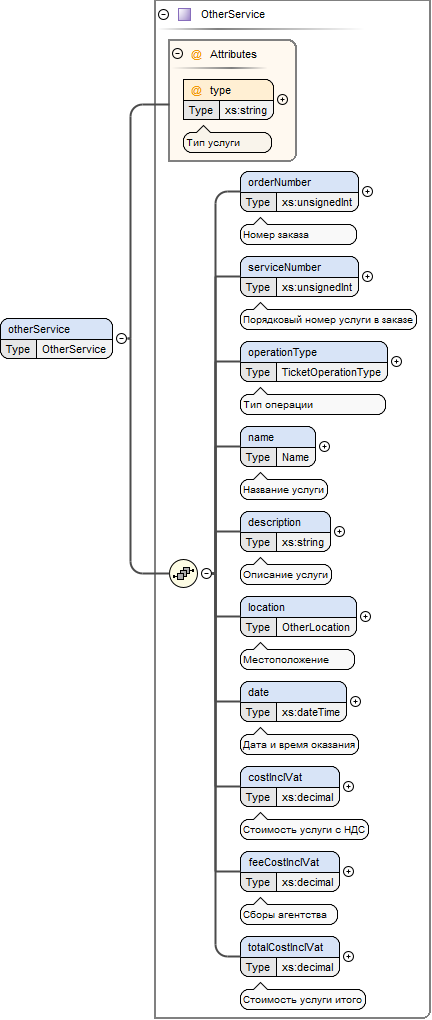 OtherService
@ Attributes
@ type
Type xs:string
Тип услуги
orderNumber
Type xs:unsignedInt
Номер заказа
serviceNumber
Type xs:unsignedInt
Порядковый номер услуги в заказе
otherService
Type OtherService
operationType
Type TicketOperationType
Тип операции
name
Type Name
Название услуги
description
Type xs:string
Описание услуги
location
Type OtherLocation
Местоположение
date
Type xs:dateTime
Дата и время оказания
costInclVat
Type xs:decimal
Стоимость услуги с НДС
feeCostInclVat
Type xs:decimal
Сборы агентства
totalCostInclVat
Type xs:decimal
Стоимость услуги итого